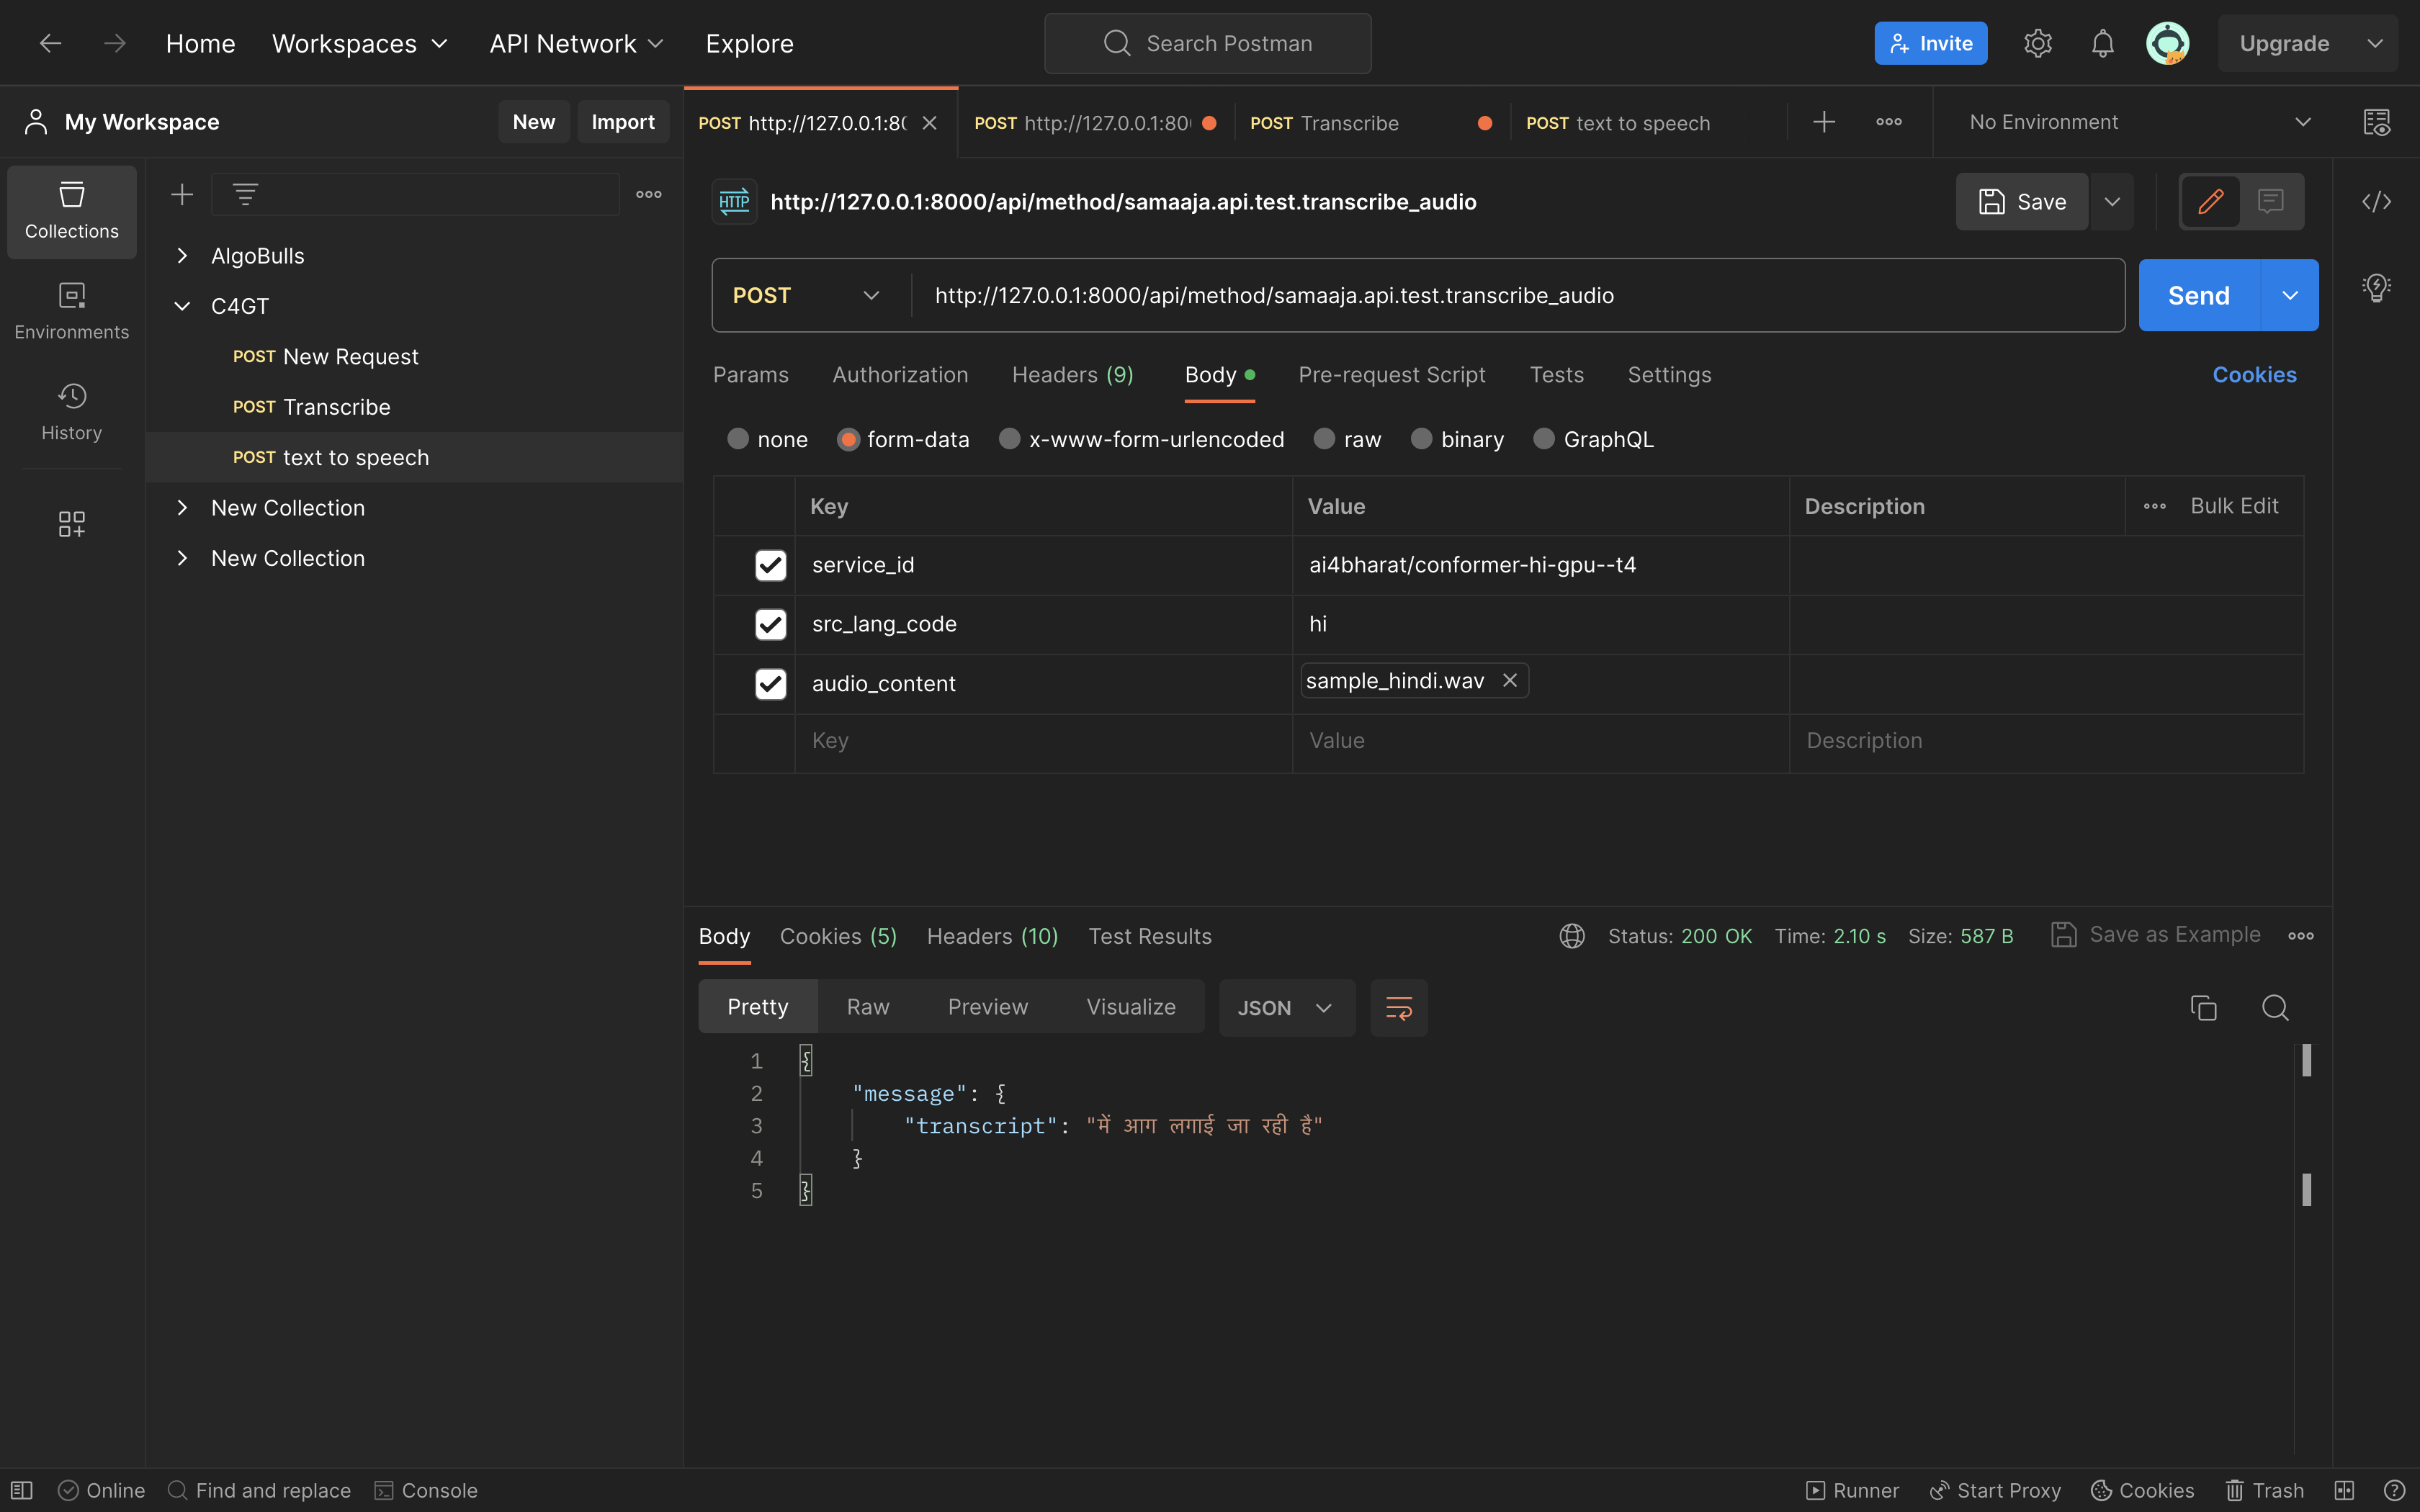 Home Workspaces API Network Explore Search Postman Invite Upgrade
My Workspace New Import
POST http://127.0.0.1:80 POST http://127.0.0.1:80 POST Transcribe POST text to speech No Environment
Collections
Environments
History
AlgoBulls
C4GT
POST New Request
POST Transcribe
POST text to speech
New Collection
New Collection
HTTP http://127.0.0.1:8000/api/method/samaaja.api.test.transcribe_audio Save
POST http://127.0.0.1:8000/api/method/samaaja.api.test.transcribe_audio Send
Params Authorization Headers (9) Body Pre-request Script Tests Settings Cookies
none form-data x-www-form-urlencoded raw binary GraphQL
Key Value Description Bulk Edit
service_id ai4bharat/conformer-hi-gpu--t4
src_lang_code hi
audio_content sample_hindi.wav
Key Value Description
Body Cookies (5) Headers (10) Test Results Status: 200 OK Time: 2.10 s Size: 587 B Save as Example
Pretty Raw Preview Visualize JSON
1 {
2 "message": {
3 "transcript": "में आग लगाई जा रही है"
4 }
5 }
Online Find and replace Console Runner Start Proxy Cookies Trash